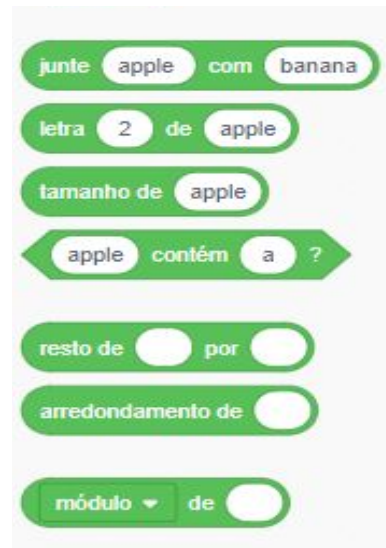 junte apple com banana
letra 2 de apple
tamanho de apple
apple contém a ?
resto de por
arredondamento de
módulo de